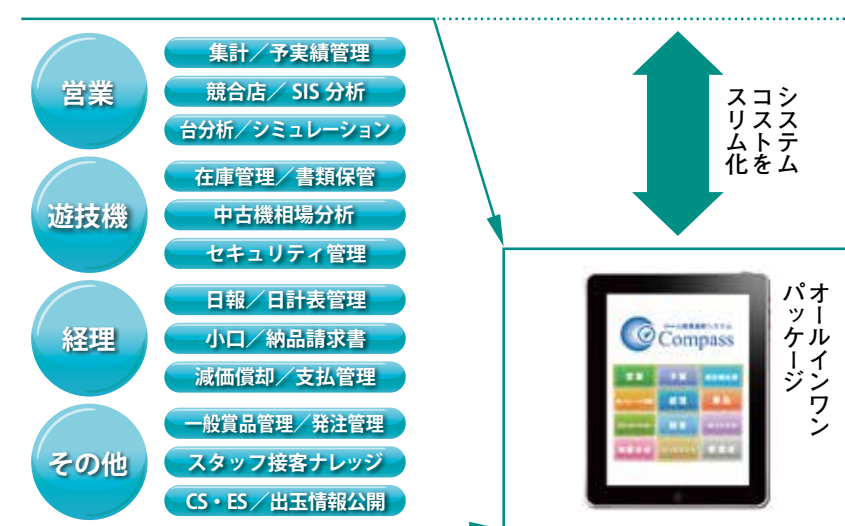 営業
集計／予実績管理
競合店／ SIS 分析
台分析／シミュレーション
遊技機
在庫管理／書類保管
中古機相場分析
セキュリティ管理
経理
日報／日計表管理
小口／納品請求書
減価償却／支払管理
その他
一般賞品管理／発注管理
スタッフ接客ナレッジ
CS・ES／出玉情報公開
システム
コストを
スリム化
オールインワン
パッケージ
Compass